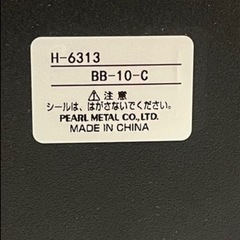 H-6313
BB-10-C
⚠注意
シールは、はがさないでください。
PEARL METAL CO.,LTD.
MADE IN CHINA